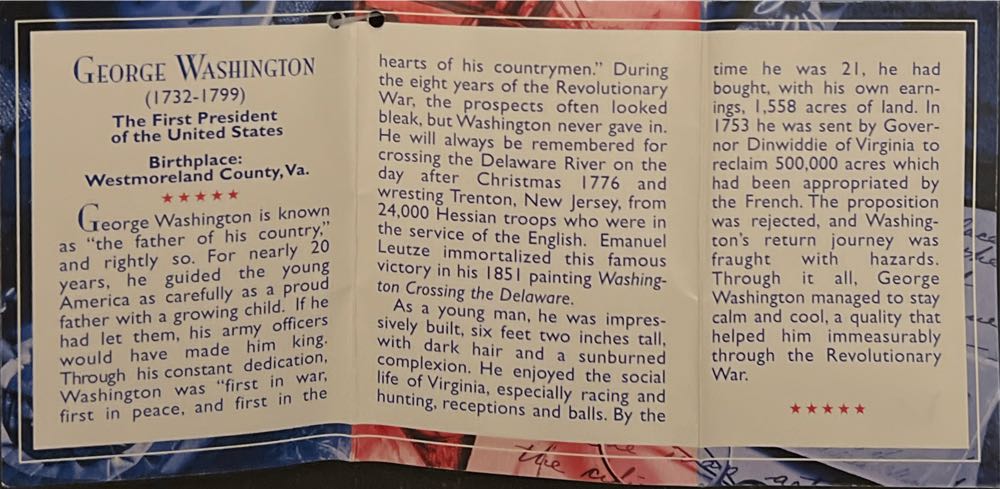 GEORGE WASHINGTON
(1732-1799)
The First President
of the United States
Birthplace:
Westmoreland County, Va.
George Washington is known
as "the father of his country,"
and rightly so. For nearly 20
years, he guided the young
America as carefully as a proud
father with a growing child. If he
had let them, his army officers
would have made him king.
Through his constant dedication,
Washington was "first in war,
first in peace, and first in the
hearts of his countrymen." During
the eight years of the Revolutionary
War, the prospects often looked
bleak, but Washington never gave in.
He will always be remembered for
crossing the Delaware River on the
day after Christmas 1776 and
wresting Trenton, New Jersey, from
24,000 Hessian troops who were in
the service of the English. Emanuel
Leutze immortalized this famous
victory in his 1851 painting Washing-
ton Crossing the Delaware.
As a young man, he was impres-
sively built, six feet two inches tall,
with dark hair and a sunburned
complexion. He enjoyed the social
life of Virginia, especially racing and
hunting, receptions and balls. By the
time he was 21, he had
bought, with his own earn-
ings, 1,558 acres of land. In
1753 he was sent by Gover-
nor Dinwiddie of Virginia to
reclaim 500,000 acres which
had been appropriated by
the French. The proposition
was rejected, and Washing-
ton's return journey was
fraught with hazards.
Through it all, George
Washington managed to stay
calm and cool, a quality that
helped him immeasurably
through the Revolutionary
War.
the